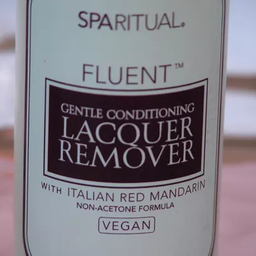 SPARITUAL®
FLUENT™
GENTLE CONDITIONING
LACQUER
REMOVER
WITH ITALIAN RED MANDARIN
NON-ACETONE FORMULA
VEGAN